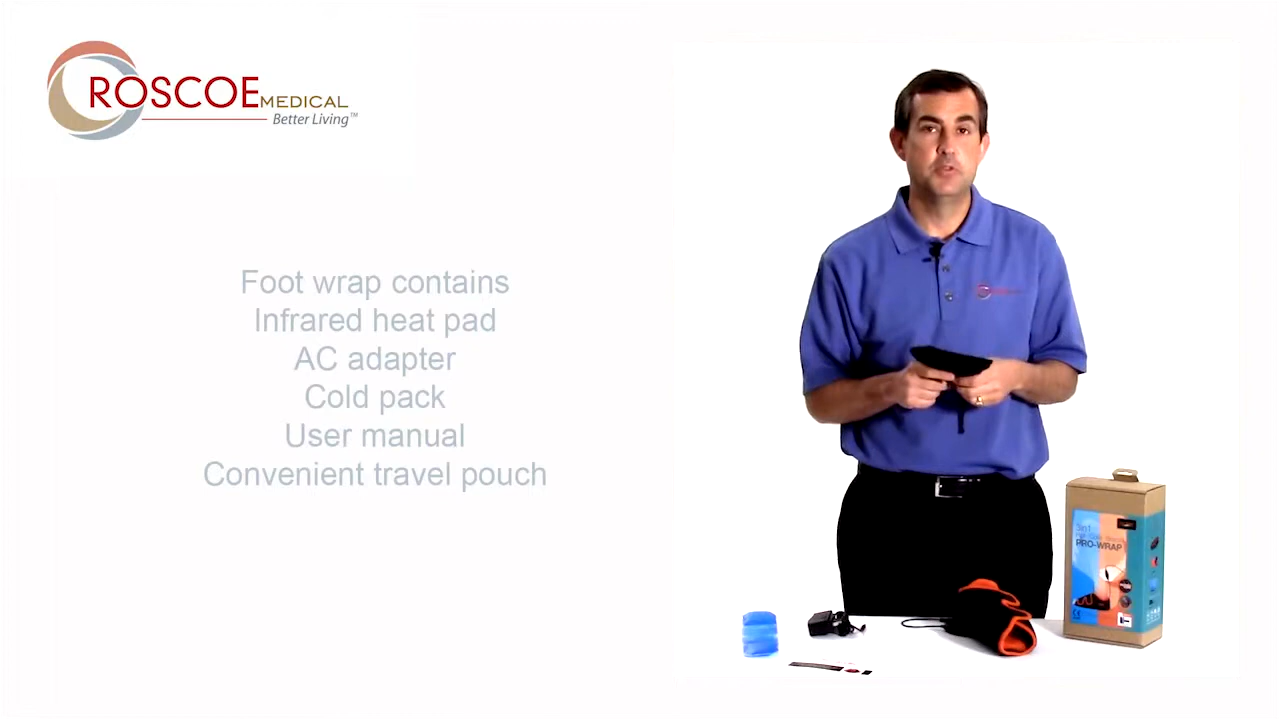 ROSCOE MEDICAL
Better Living™
Foot wrap contains
Infrared heat pad
AC adapter
Cold pack
User manual
Convenient travel pouch
3in1
PRO-WRAP